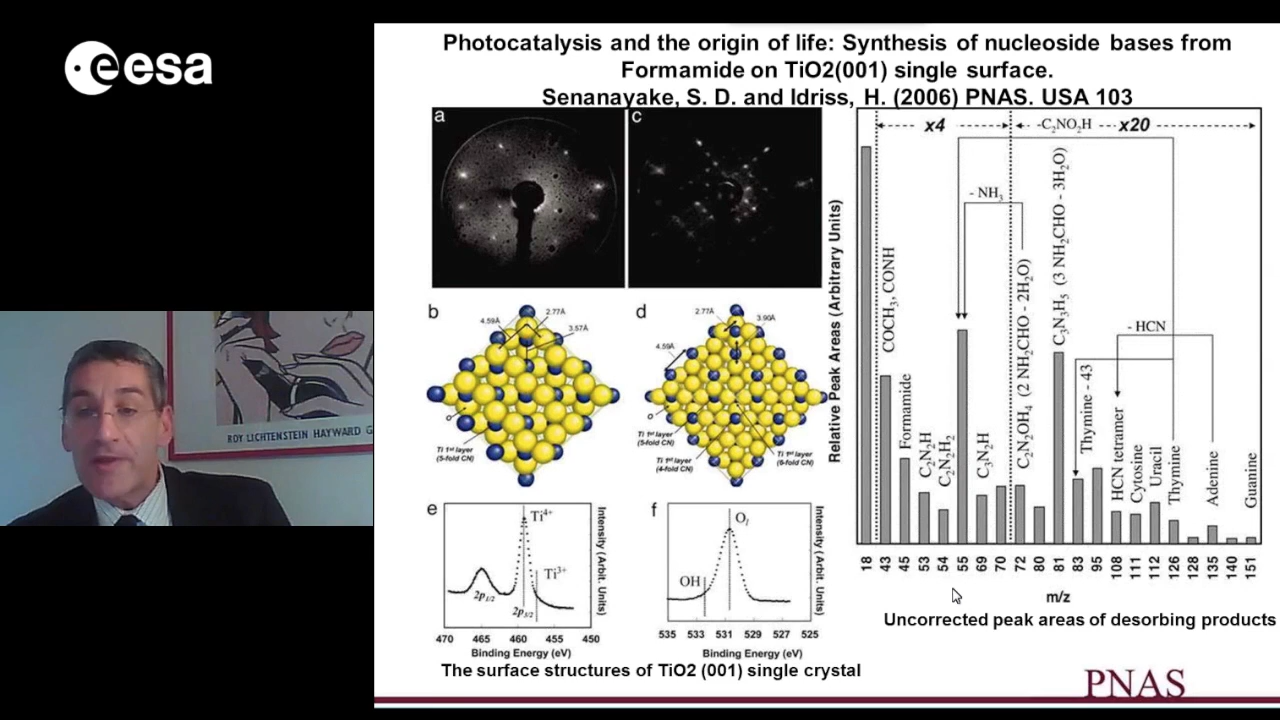 esa
Photocatalysis and the origin of life: Synthesis of nucleoside bases from
Formamide on TiO2(001) single surface.
Senanayake, S. D. and Idriss, H. (2006) PNAS. USA 103
a
c
b
4.59Å
2.77Å
3.57Å
O
Ti 1st layer
(5-fold CN)
d
2.77Å
3.90Å
4.59Å
O
Ti 1st layer
(5-fold CN)
Ti 1st layer
(4-fold CN)
Ti 1st layer
(6-fold CN)
e
Ti4+
Ti3+
2p1/2
2p3/2
Intensity (Arbit. Units)
470 465 460 455 450
Binding Energy (eV)
f
Ol
OH
Intensity (Arbit. Units)
535 533 531 529 527 525
Binding Energy (eV)
The surface structures of TiO2 (001) single crystal
Relative Peak Areas (Arbitrary Units)
x4
-C2NO2H
x20
- NH3
- HCN
COCH3, CONH
Formamide
C2N2H
C2N2H2
C3N2H
C2N2OH4 (2 NH2CHO - 2H2O)
C3N3H5 (3 NH2CHO - 3H2O)
Thymine - 43
HCN tetramer
Cytosine
Uracil
Thymine
Adenine
Guanine
18 43 45 53 54 55 69 70 72 80 81 83 95 108 111 112 126 128 135 140 151
m/z
Uncorrected peak areas of desorbing products
PNAS
ROY LICHTENSTEIN HAYWARD G